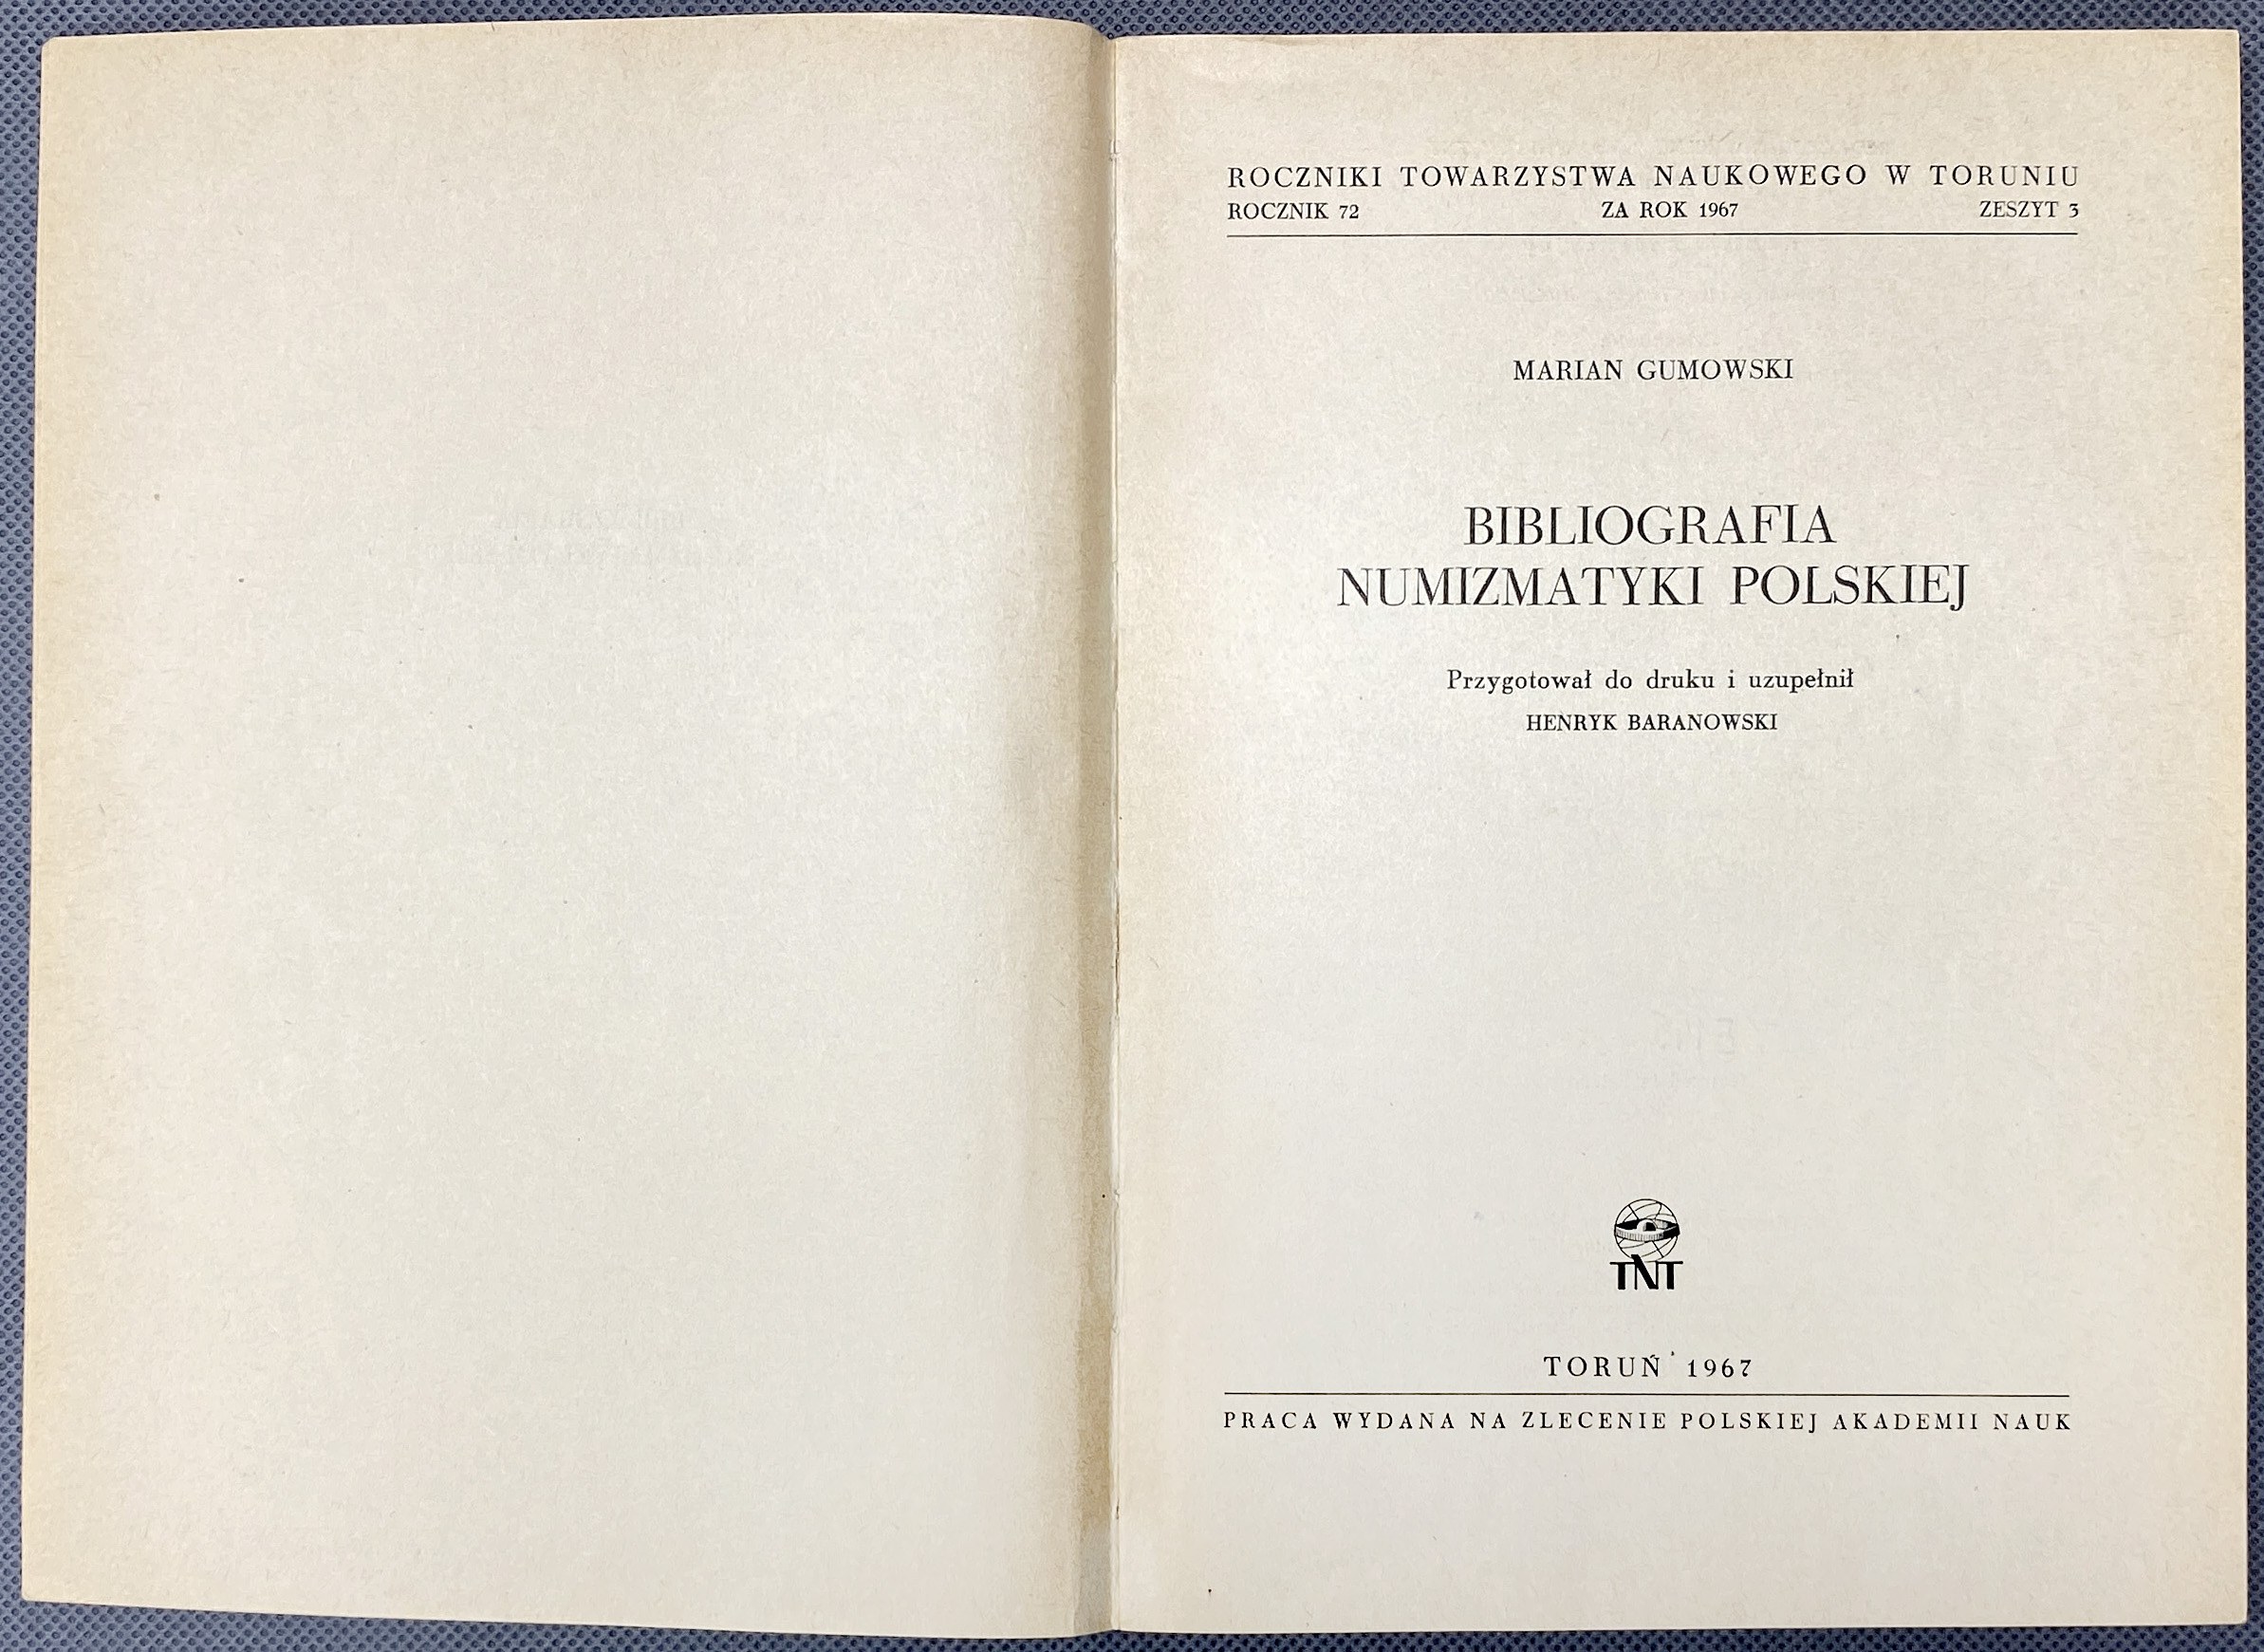 ROCZNIKI TOWARZYSTWA NAUKOWEGO W TORUNIU
ROCZNIK 72 ZA ROK 1967 ZESZYT 3
MARIAN GUMOWSKI
BIBLIOGRAFIA
NUMIZMATYKI POLSKIEJ
Przygotował do druku i uzupełnił
HENRYK BARANOWSKI
TNT
TORUŃ 1967
PRACA WYDANA NA ZLECENIE POLSKIEJ AKADEMII NAUK